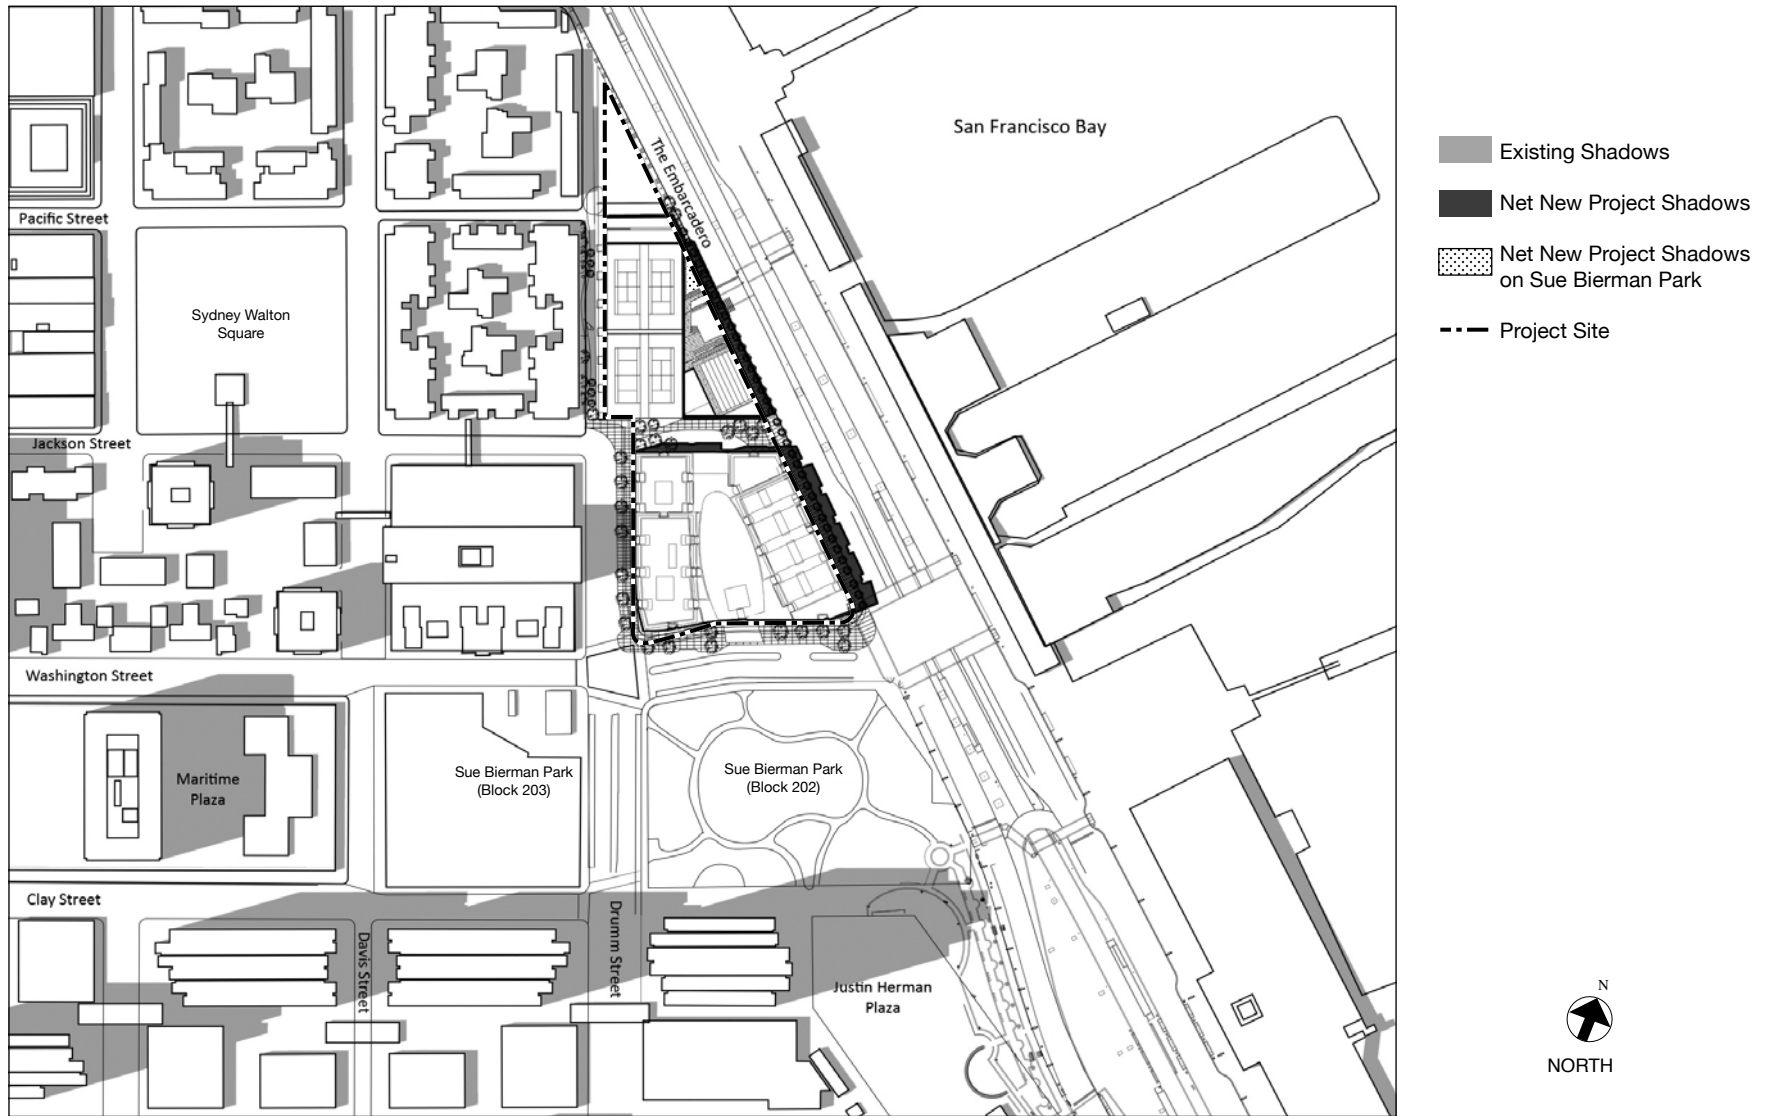 San Francisco Bay
The Embarcadero
Pacific Street
Sydney Walton
Square
Jackson Street
Washington Street
Maritime
Plaza
Sue Bierman Park
(Block 203)
Sue Bierman Park
(Block 202)
Clay Street
Davis Street
Drumm Street
Justin Herman
Plaza
Existing Shadows
Net New Project Shadows
Net New Project Shadows
on Sue Bierman Park
Project Site
N
NORTH